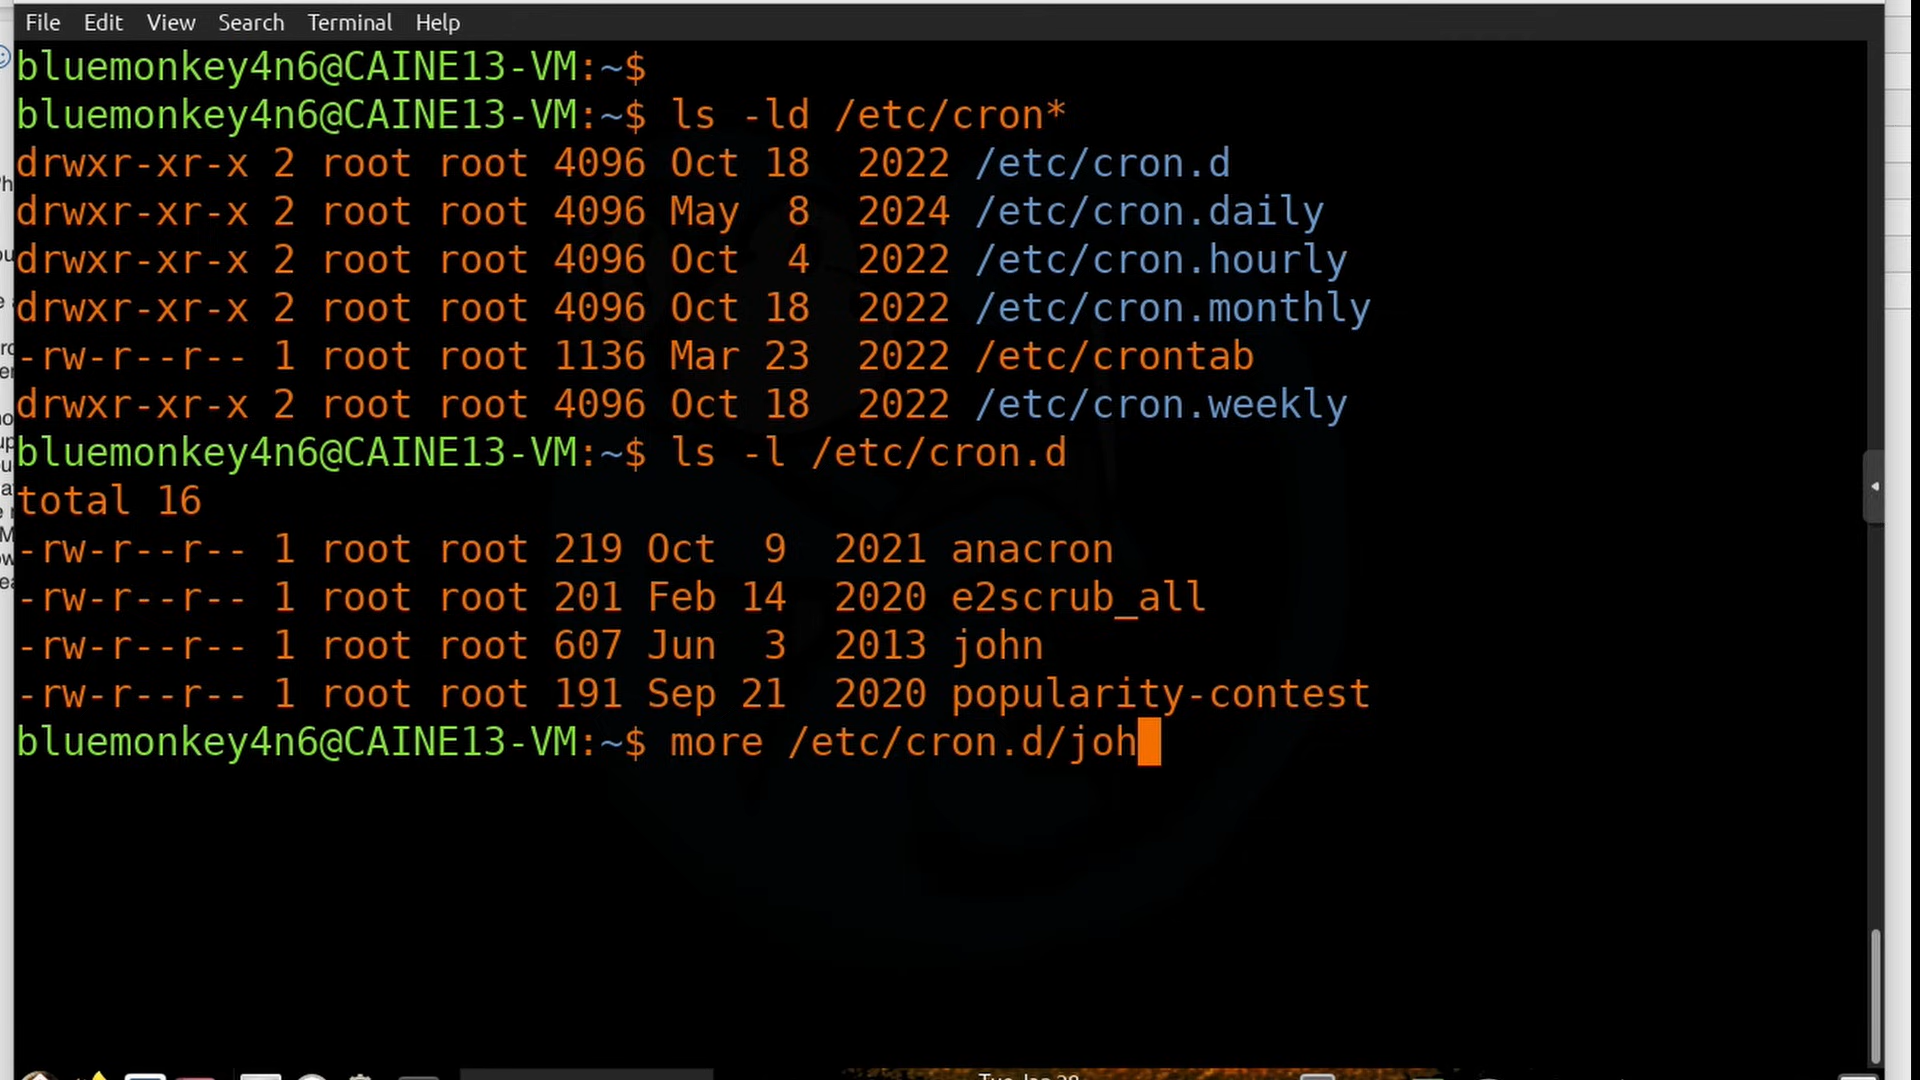 File Edit View Search Terminal Help
bluemonkey4n6@CAINE13-VM:~$
bluemonkey4n6@CAINE13-VM:~$ ls -ld /etc/cron*
drwxr-xr-x 2 root root 4096 Oct 18  2022 /etc/cron.d
drwxr-xr-x 2 root root 4096 May  8  2024 /etc/cron.daily
drwxr-xr-x 2 root root 4096 Oct  4  2022 /etc/cron.hourly
drwxr-xr-x 2 root root 4096 Oct 18  2022 /etc/cron.monthly
-rw-r--r-- 1 root root 1136 Mar 23  2022 /etc/crontab
drwxr-xr-x 2 root root 4096 Oct 18  2022 /etc/cron.weekly
bluemonkey4n6@CAINE13-VM:~$ ls -l /etc/cron.d
total 16
-rw-r--r-- 1 root root 219 Oct  9  2021 anacron
-rw-r--r-- 1 root root 201 Feb 14  2020 e2scrub_all
-rw-r--r-- 1 root root 607 Jun  3  2013 john
-rw-r--r-- 1 root root 191 Sep 21  2020 popularity-contest
bluemonkey4n6@CAINE13-VM:~$ more /etc/cron.d/joh